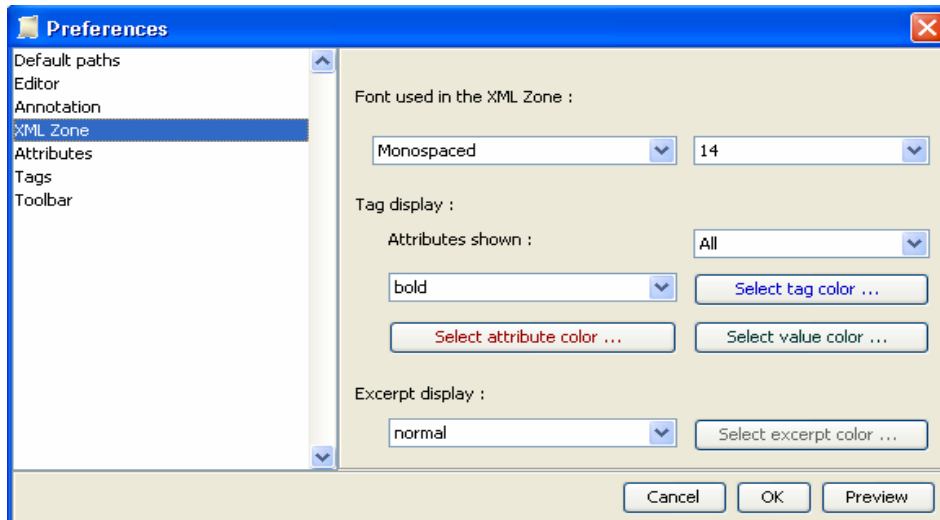 Preferences
Default paths
Editor
Annotation
XML Zone
Attributes
Tags
Toolbar
Font used in the XML Zone :
Monospaced
14
Tag display :
Attributes shown :
All
bold
Select tag color ...
Select attribute color ...
Select value color ...
Excerpt display :
normal
Select excerpt color ...
Cancel
OK
Preview